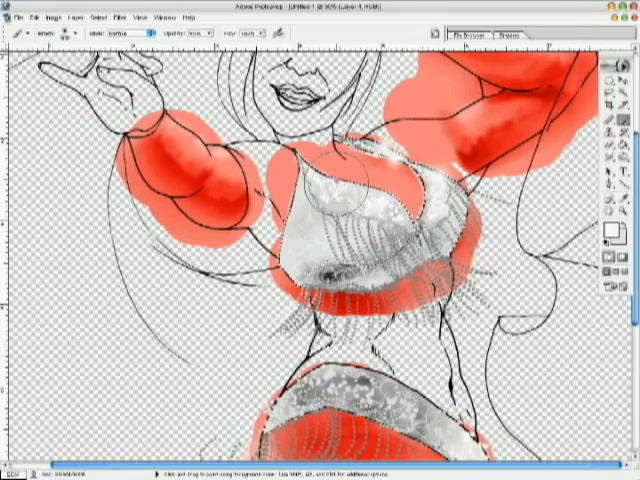 Adobe Photoshop - [Untitled-1 @ 50% (Layer 4, RGB)]
File Edit Image Layer Select Filter View Window Help
Brush: Mode: Normal Opacity: Flow: File Browser Brushes
Click and drag to paint using foreground color. Use Shift, Alt, and Ctrl for additional options.